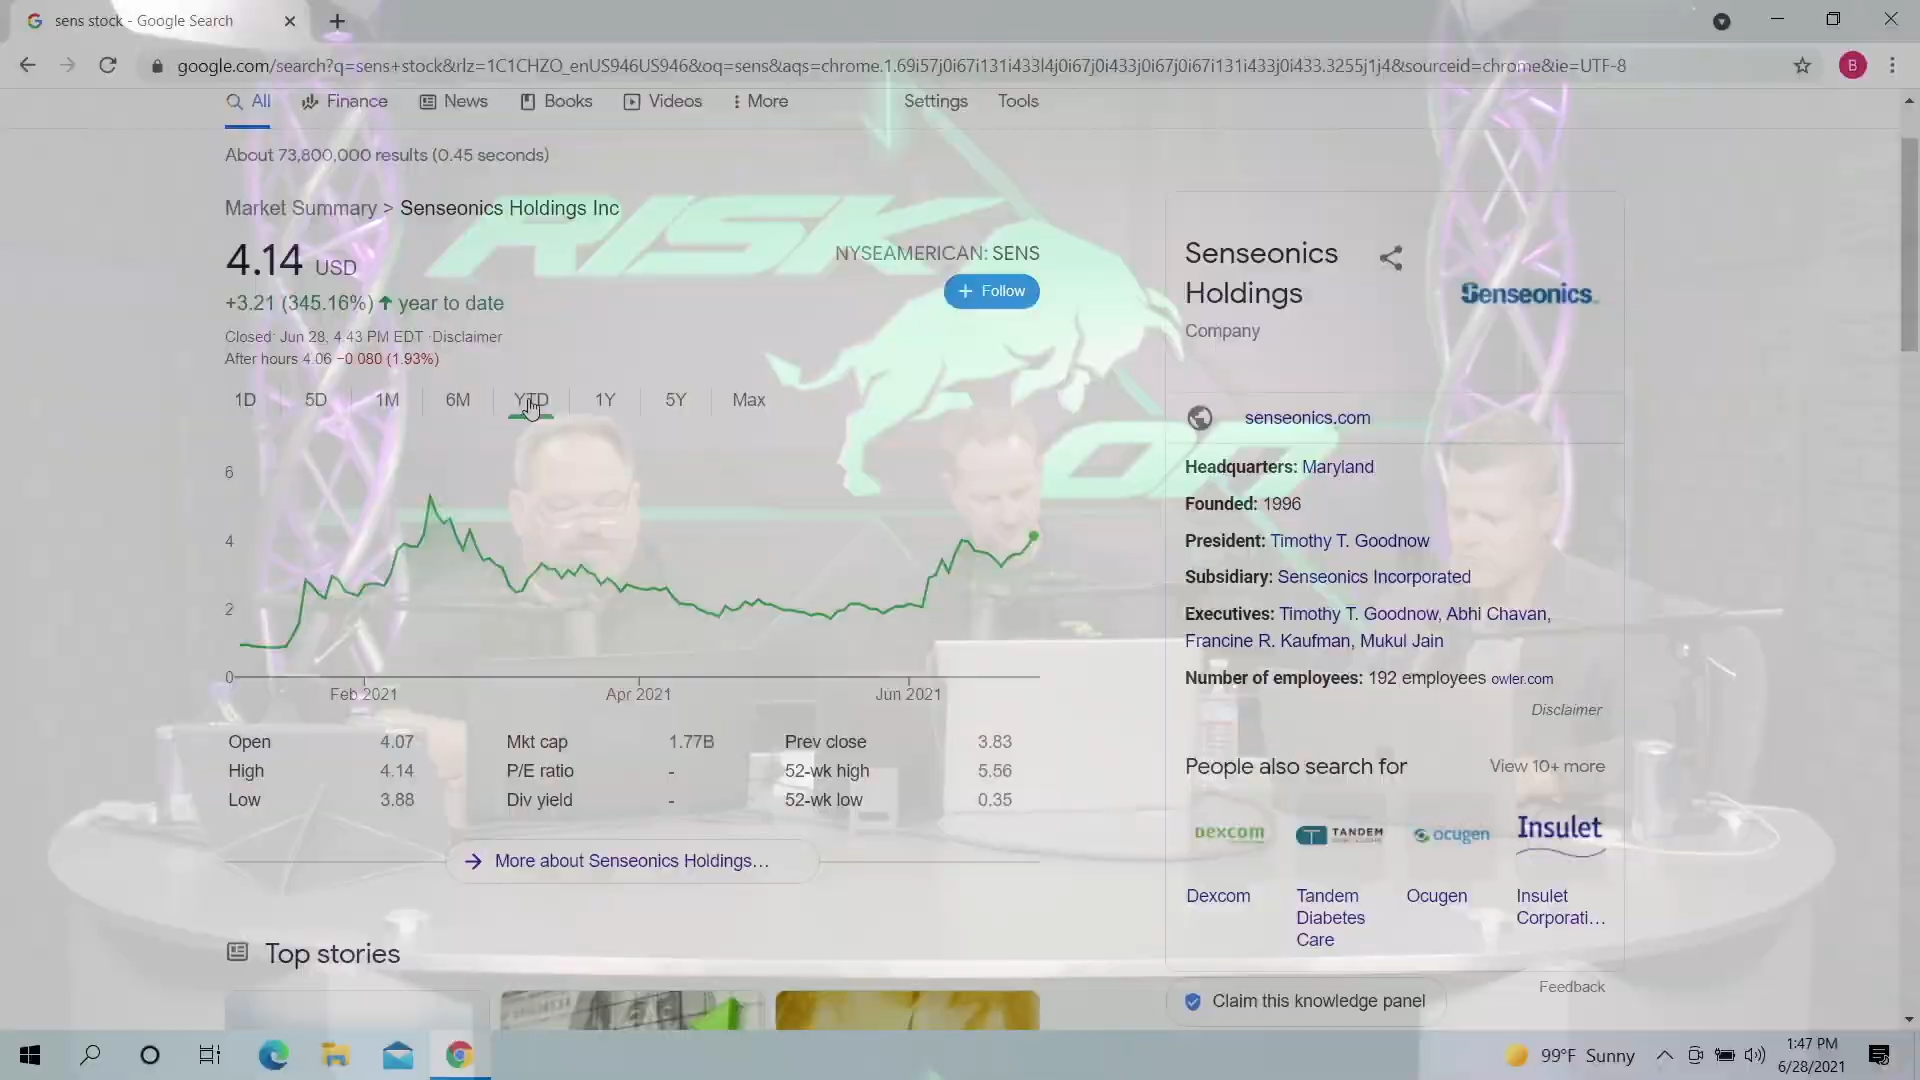 sens stock - Google Search
google.com/search?q=sens+stock&rlz=1C1CHZO_enUS946US946&oq=sens&aqs=chrome.1.69i57j0i67i131i433l4j0i67j0i433j0i67j0i67i131i433j0i433.3255j1j4&sourceid=chrome&ie=UTF-8
B
All Finance News Books Videos More Settings Tools
About 73,800,000 results (0.45 seconds)
RISK
ON
Market Summary > Senseonics Holdings Inc
4.14 USD
NYSEAMERICAN: SENS
+ Follow
+3.21 (345.16%) year to date
Closed: Jun 28, 4:43 PM EDT · Disclaimer
After hours 4.06 −0.080 (1.93%)
1D 5D 1M 6M YTD 1Y 5Y Max
6
4
2
0
Feb 2021 Apr 2021 Jun 2021
Open 4.07 Mkt cap 1.77B Prev close 3.83
High 4.14 P/E ratio - 52-wk high 5.56
Low 3.88 Div yield - 52-wk low 0.35
More about Senseonics Holdings…
Top stories
Senseonics
Holdings
Company
Senseonics
senseonics.com
Headquarters: Maryland
Founded: 1996
President: Timothy T. Goodnow
Subsidiary: Senseonics Incorporated
Executives: Timothy T. Goodnow, Abhi Chavan,
Francine R. Kaufman, Mukul Jain
Number of employees: 192 employees owler.com
Disclaimer
People also search for View 10+ more
Dexcom TANDEM ocugen Insulet
Dexcom Tandem Ocugen Insulet
Diabetes Corporati…
Care
Feedback
Claim this knowledge panel
99°F Sunny
1:47 PM
6/28/2021